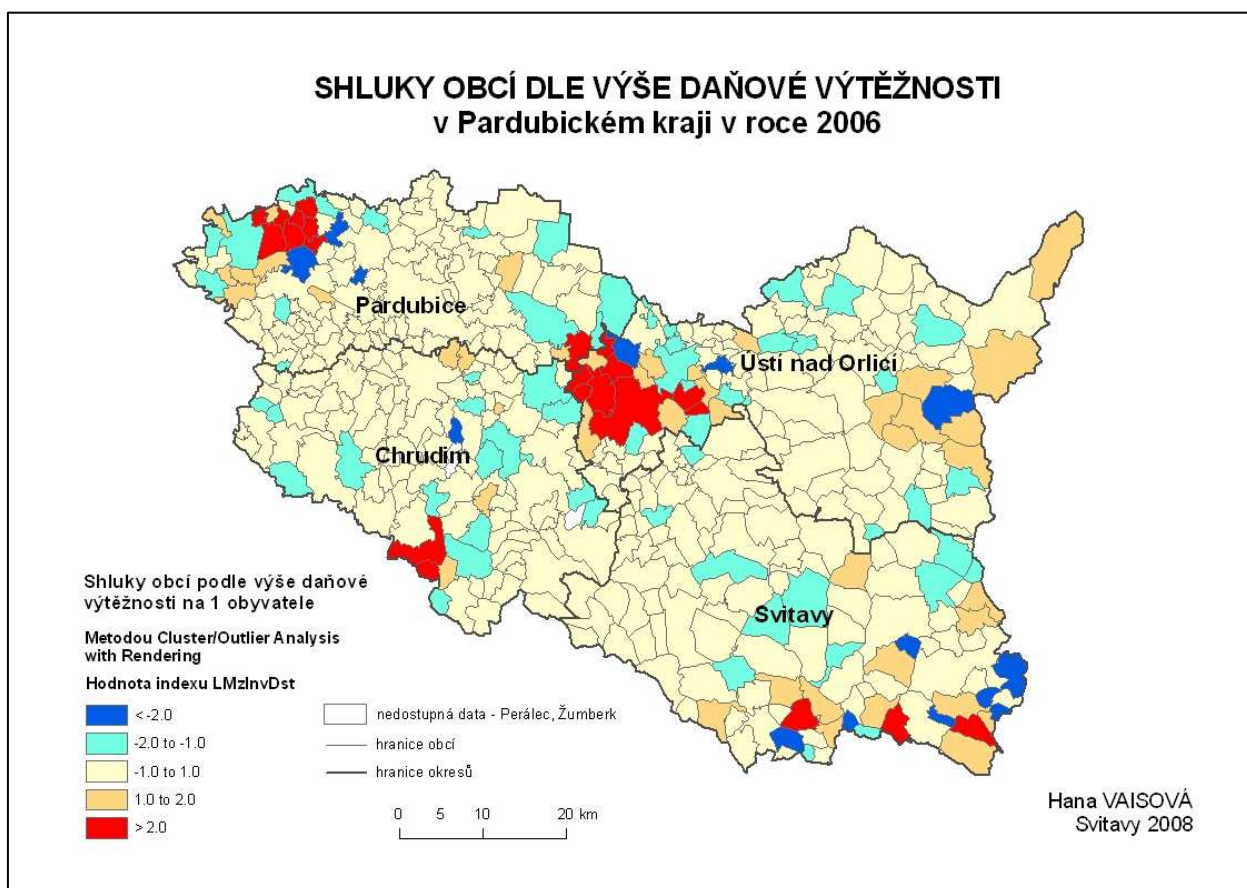 SHLUKY OBCÍ DLE VÝŠE DAŇOVÉ VÝTĚŽNOSTI
v Pardubickém kraji v roce 2006
Pardubice
Ústí nad Orlicí
Chrudim
Svitavy
Shluky obcí podle výše daňové
výtěžnosti na 1 obyvatele
Metodou Cluster/Outlier Analysis
with Rendering
Hodnota indexu LMzInvDst
< -2.0
-2.0 to -1.0
-1.0 to 1.0
1.0 to 2.0
> 2.0
nedostupná data - Perálec, Žumberk
hranice obcí
hranice okresů
0 5 10 20 km
Hana VAISOVÁ
Svitavy 2008